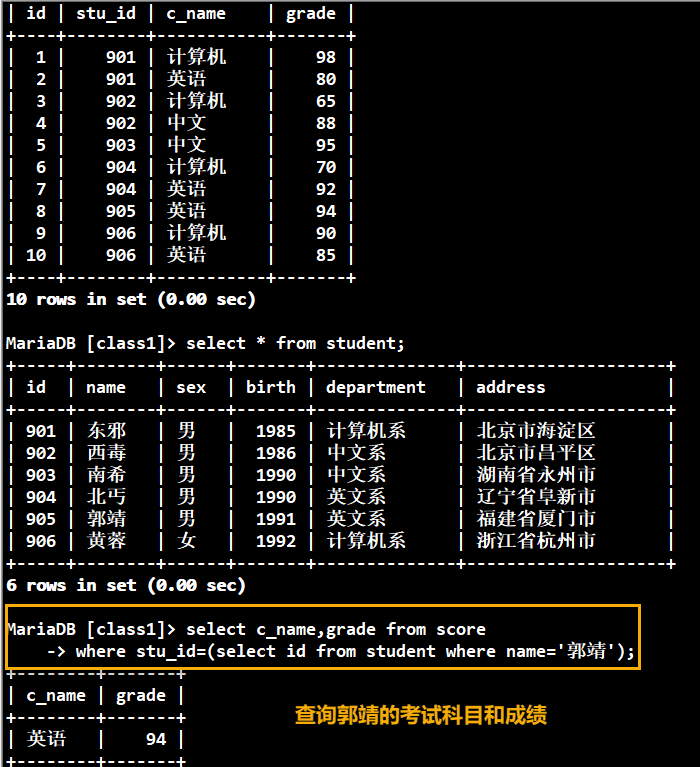 | id | stu_id | c_name    | grade |
+----+--------+-----------+-------+
|  1 |    901 | 计算机    |    98 |
|  2 |    901 | 英语      |    80 |
|  3 |    902 | 计算机    |    65 |
|  4 |    902 | 中文      |    88 |
|  5 |    903 | 中文      |    95 |
|  6 |    904 | 计算机    |    70 |
|  7 |    904 | 英语      |    92 |
|  8 |    905 | 英语      |    94 |
|  9 |    906 | 计算机    |    90 |
| 10 |    906 | 英语      |    85 |
+----+--------+-----------+-------+
10 rows in set (0.00 sec)
MariaDB [class1]> select * from student;
+-----+--------+------+-------+--------------+--------------------+
| id  | name   | sex  | birth | department   | address            |
+-----+--------+------+-------+--------------+--------------------+
| 901 | 东邪   | 男   |  1985 | 计算机系     | 北京市海淀区       |
| 902 | 西毒   | 男   |  1986 | 中文系       | 北京市昌平区       |
| 903 | 南希   | 男   |  1990 | 中文系       | 湖南省永州市       |
| 904 | 北丐   | 男   |  1990 | 英文系       | 辽宁省阜新市       |
| 905 | 郭靖   | 男   |  1991 | 英文系       | 福建省厦门市       |
| 906 | 黄蓉   | 女   |  1992 | 计算机系     | 浙江省杭州市       |
+-----+--------+------+-------+--------------+--------------------+
6 rows in set (0.00 sec)
MariaDB [class1]> select c_name,grade from score
    -> where stu_id=(select id from student where name='郭靖');
+--------+-------+
| c_name | grade |
+--------+-------+
| 英语   |    94 |
+--------+-------+
查询郭靖的考试科目和成绩